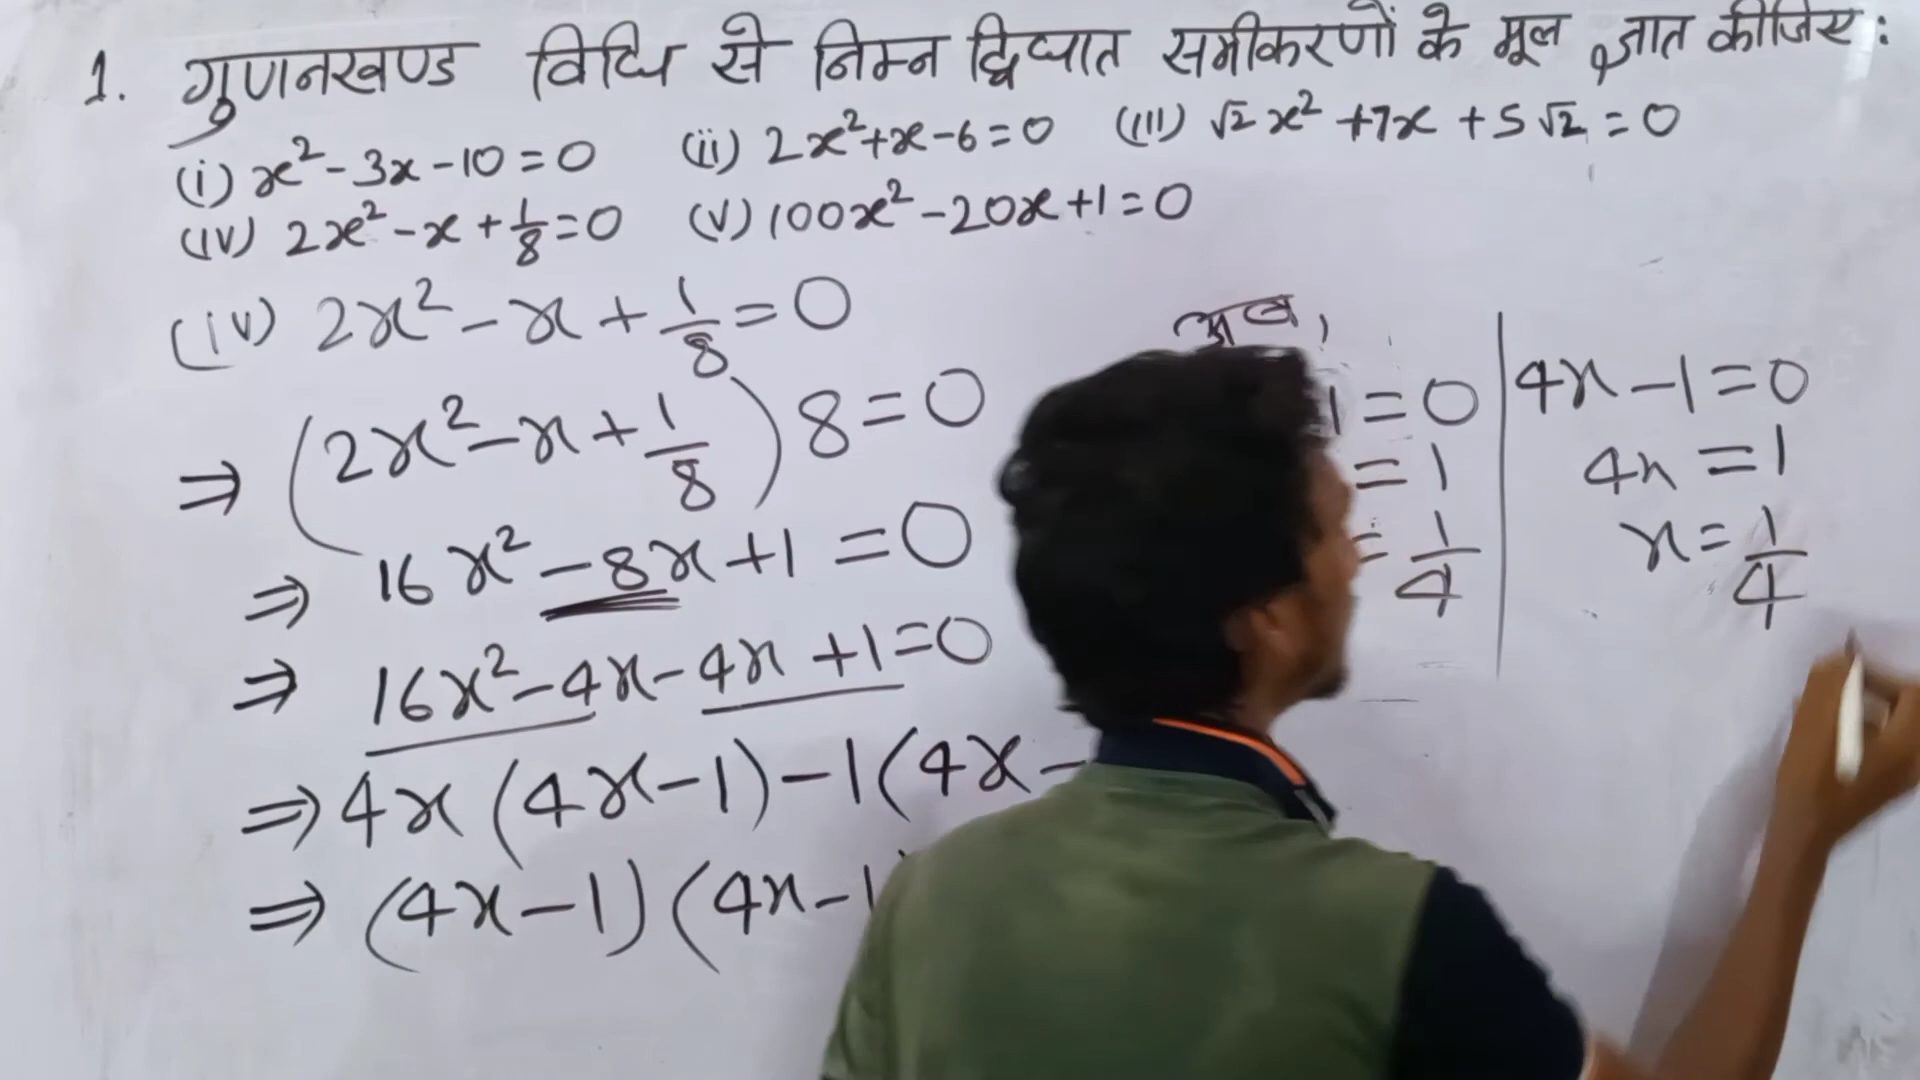 1. गुणनखण्ड विधि से निम्न द्विघात समीकरणों के मूल ज्ञात कीजिए:
(i) x² - 3x - 10 = 0 (ii) 2x² + x - 6 = 0 (iii) √2 x² + 7x + 5√2 = 0
(iv) 2x² - x + 1/8 = 0 (v) 100x² - 20x + 1 = 0
(iv) 2x² - x + 1/8 = 0
⇒ (2x² - x + 1/8) 8 = 0
⇒ 16x² - 8x + 1 = 0
⇒ 16x² - 4x - 4x + 1 = 0
⇒ 4x (4x - 1) - 1 (4x -
⇒ (4x - 1) (4x - 1
अब,
1 = 0
= 1
= 1/4
4x - 1 = 0
4x = 1
x = 1/4